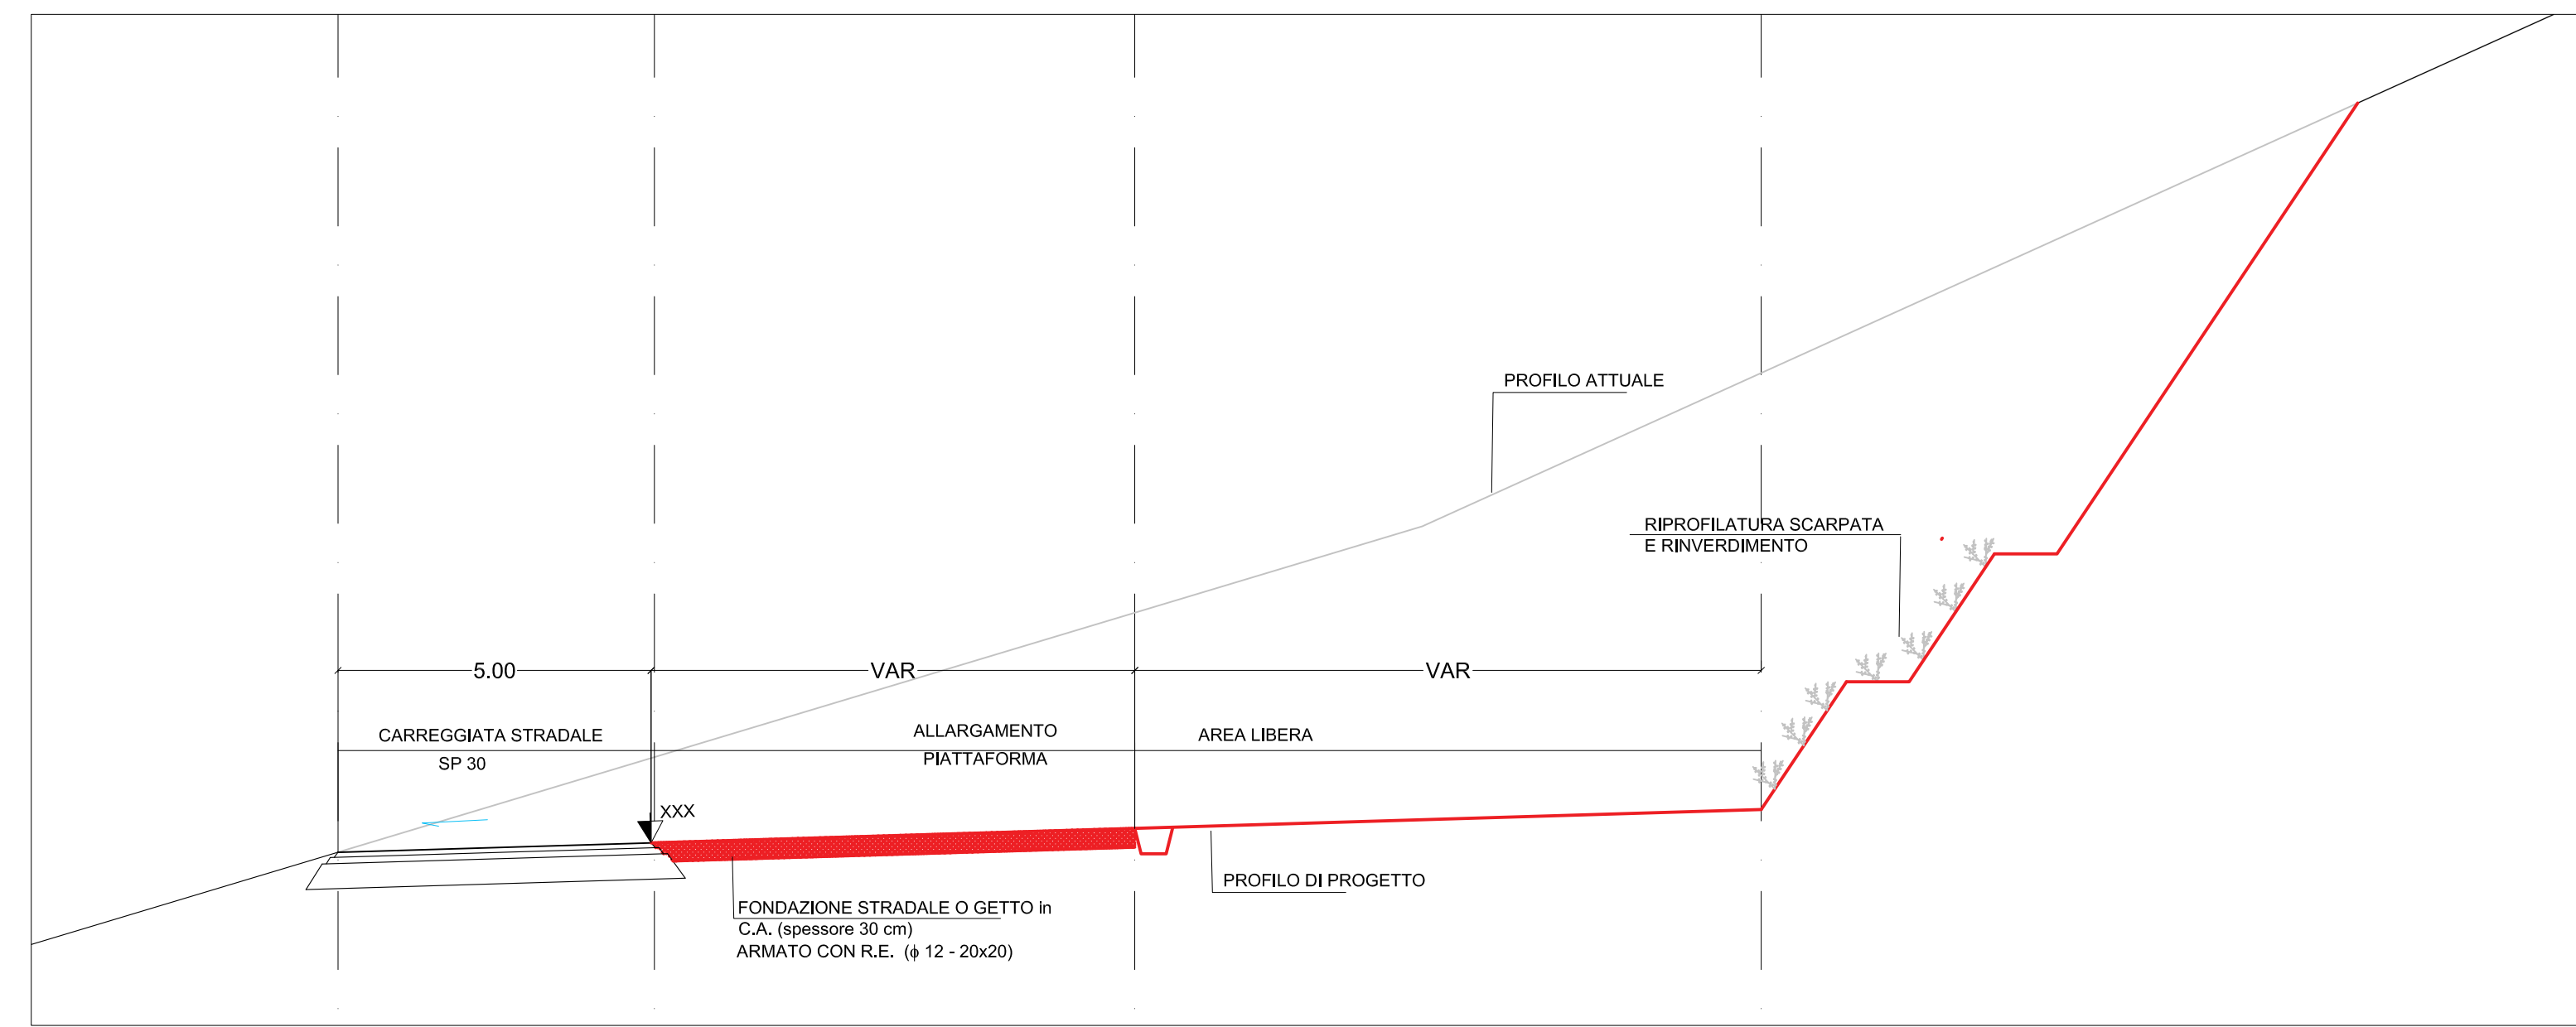 PROFILO ATTUALE
RIPROFILATURA SCARPATA
E RINVERDIMENTO
5.00
VAR
VAR
CARREGGIATA STRADALE
SP 30
ALLARGAMENTO
PIATTAFORMA
AREA LIBERA
XXX
PROFILO DI PROGETTO
FONDAZIONE STRADALE O GETTO in
C.A. (spessore 30 cm)
ARMATO CON R.E. (ϕ 12 - 20x20)